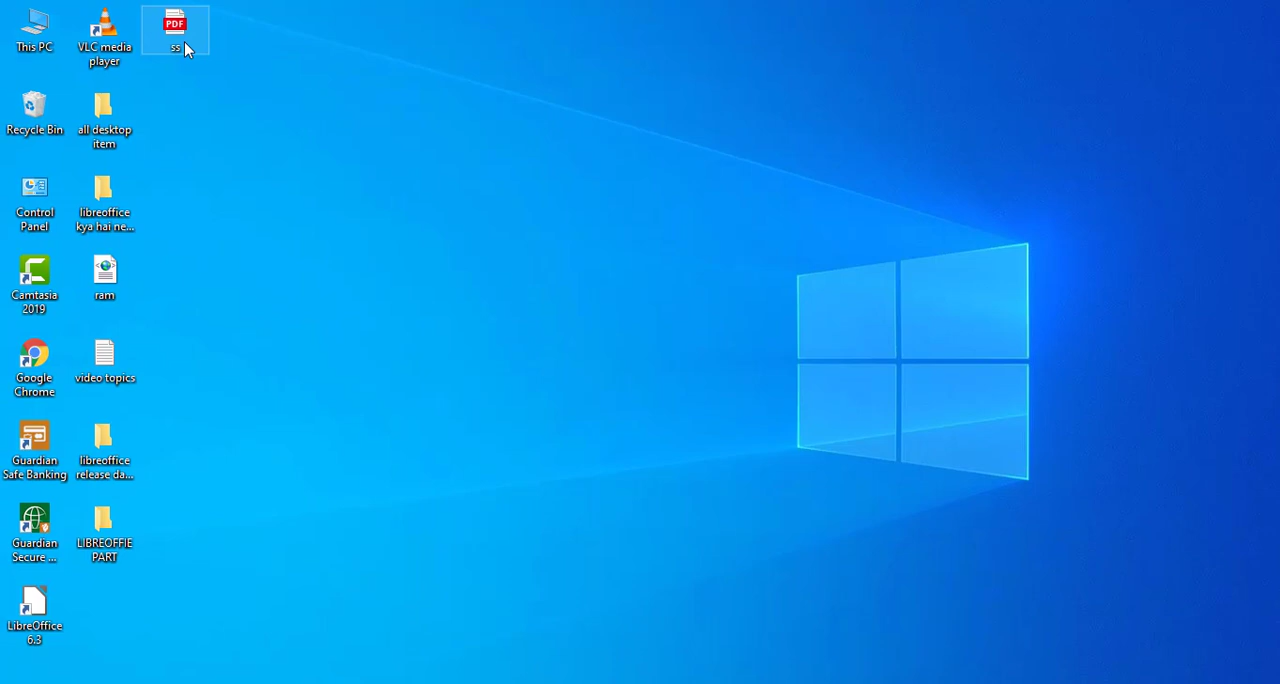 This PC
VLC media
player
PDF
ss
Recycle Bin
all desktop
item
Control
Panel
libreoffice
kya hai ne...
Camtasia
2019
ram
Google
Chrome
video topics
Guardian
Safe Banking
libreoffice
release da...
Guardian
Secure ...
LIBREOFFIE
PART
LibreOffice
6.3